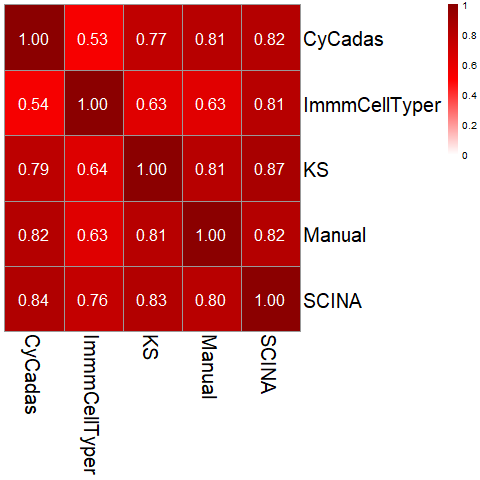 1.00 0.53 0.77 0.81 0.82 CyCadas
0.54 1.00 0.63 0.63 0.81 ImmmCellTyper
0.79 0.64 1.00 0.81 0.87 KS
0.82 0.63 0.81 1.00 0.82 Manual
0.84 0.76 0.83 0.80 1.00 SCINA
CyCadas
ImmmCellTyper
KS
Manual
SCINA
1
0.8
0.6
0.4
0.2
0